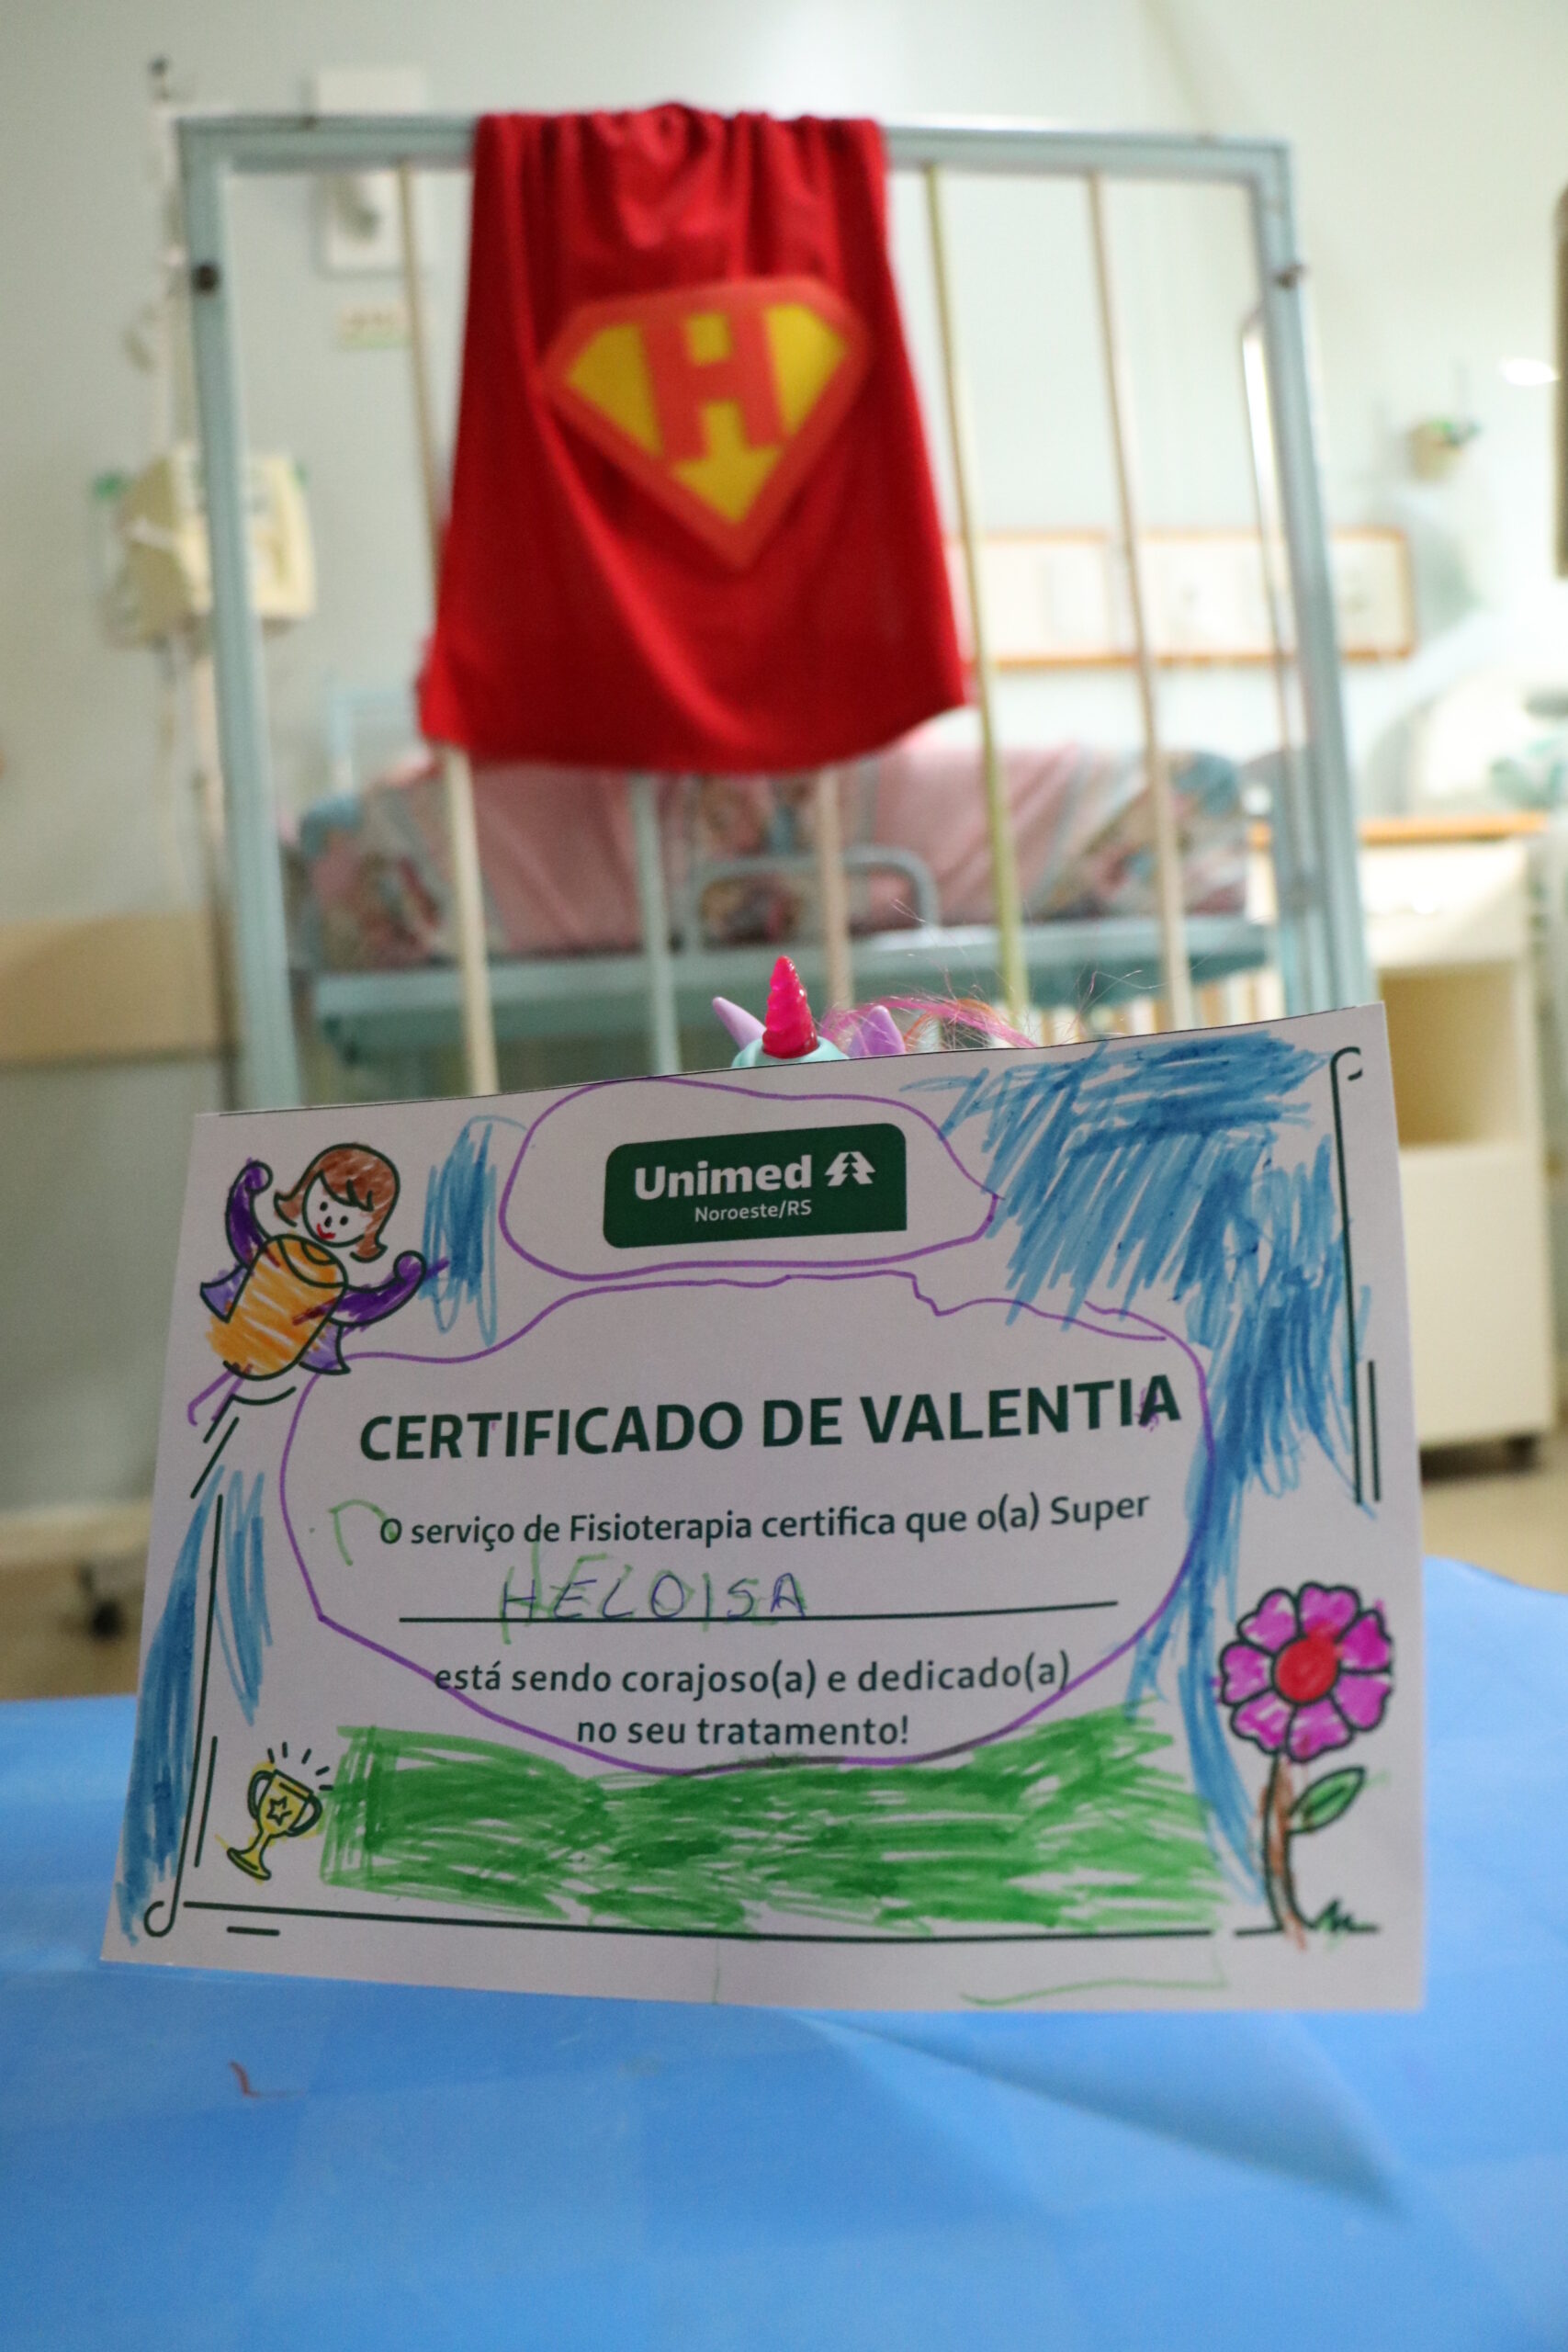 H
Unimed
Noroeste/RS
CERTIFICADO DE VALENTIA
O serviço de Fisioterapia certifica que o(a) Super
HELOISA
está sendo corajoso(a) e dedicado(a)
no seu tratamento!